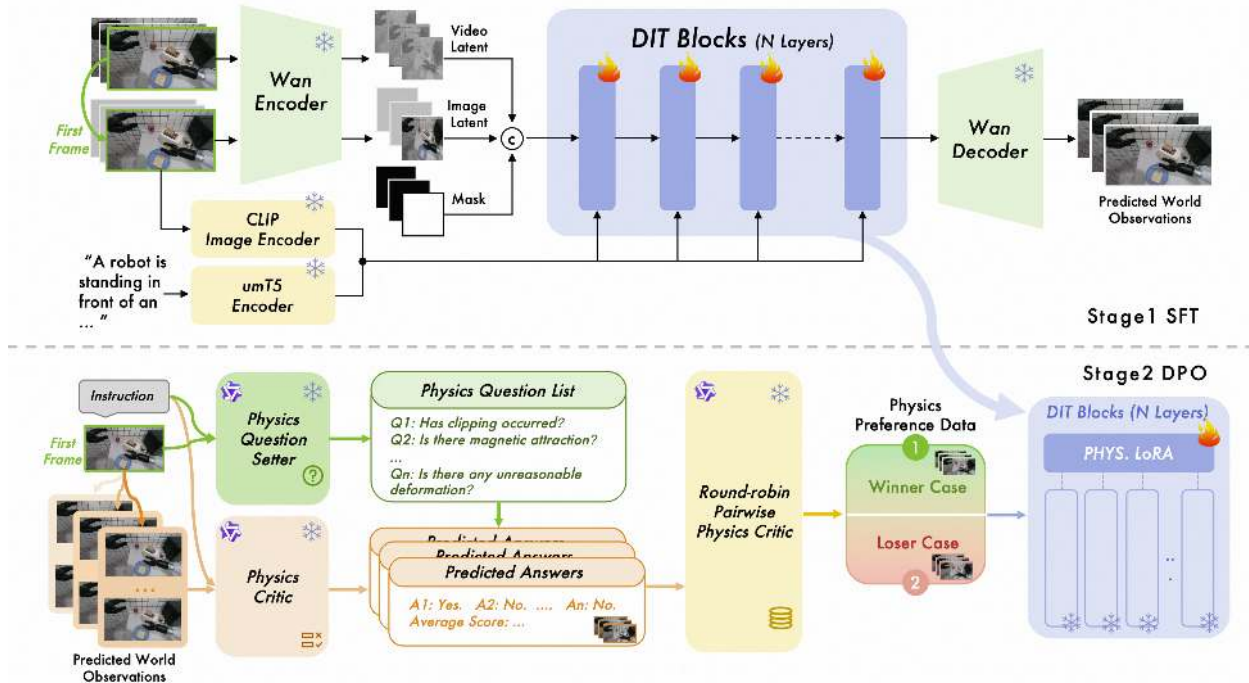 Wan
Encoder
Video
Latent
Image
Latent
Mask
C
DIT Blocks (N Layers)
Wan
Decoder
Predicted World
Observations
First
Frame
CLIP
Image Encoder
umT5
Encoder
“A robot is
standing in
front of an
... ”
Stage1 SFT
Stage2 DPO
Instruction
First
Frame
Predicted World
Observations
Physics
Question
Setter
?
Physics Question List
Q1: Has clipping occurred?
Q2: Is there magnetic attraction?
...
Qn: Is there any unreasonable
deformation?
Physics
Critic
Predicted Answers
Predicted Answers
Predicted Answers
A1: Yes. A2: No. .... An: No.
Average Score: ...
Round-robin
Pairwise
Physics Critic
Physics
Preference Data
1
Winner Case
Loser Case
2
DIT Blocks (N Layers)
PHYS. LoRA